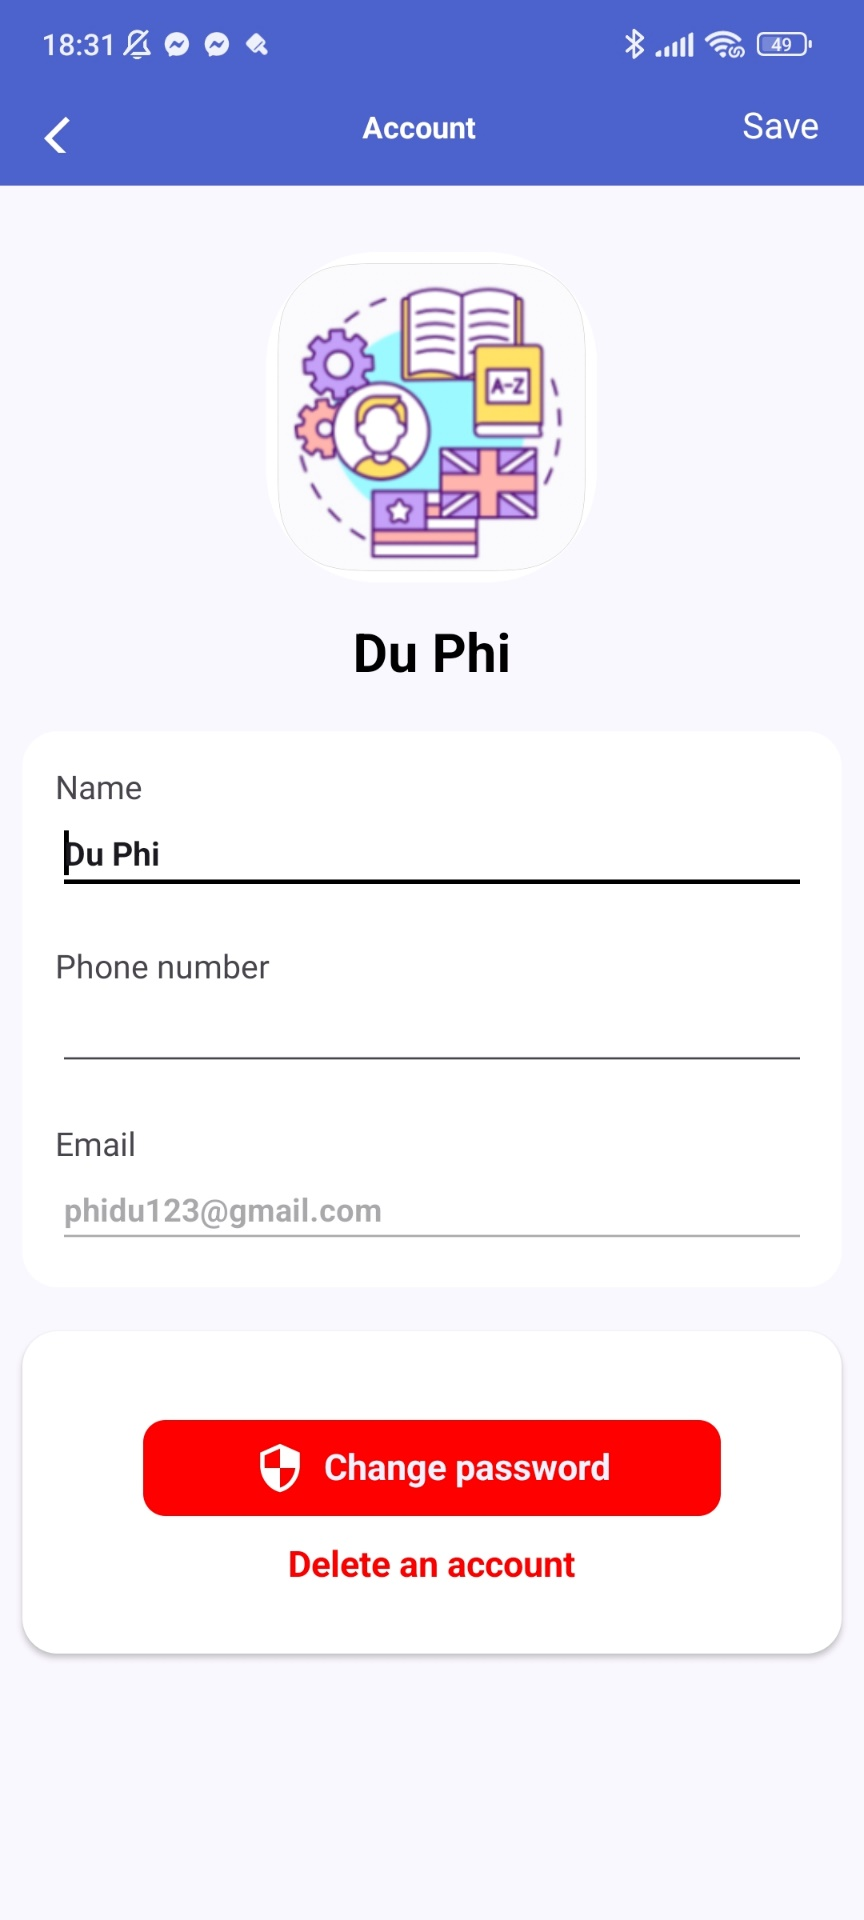 18:31
49
Account
Save
A-Z
Du Phi
Name
Du Phi
Phone number
Email
phidu123@gmail.com
Change password
Delete an account